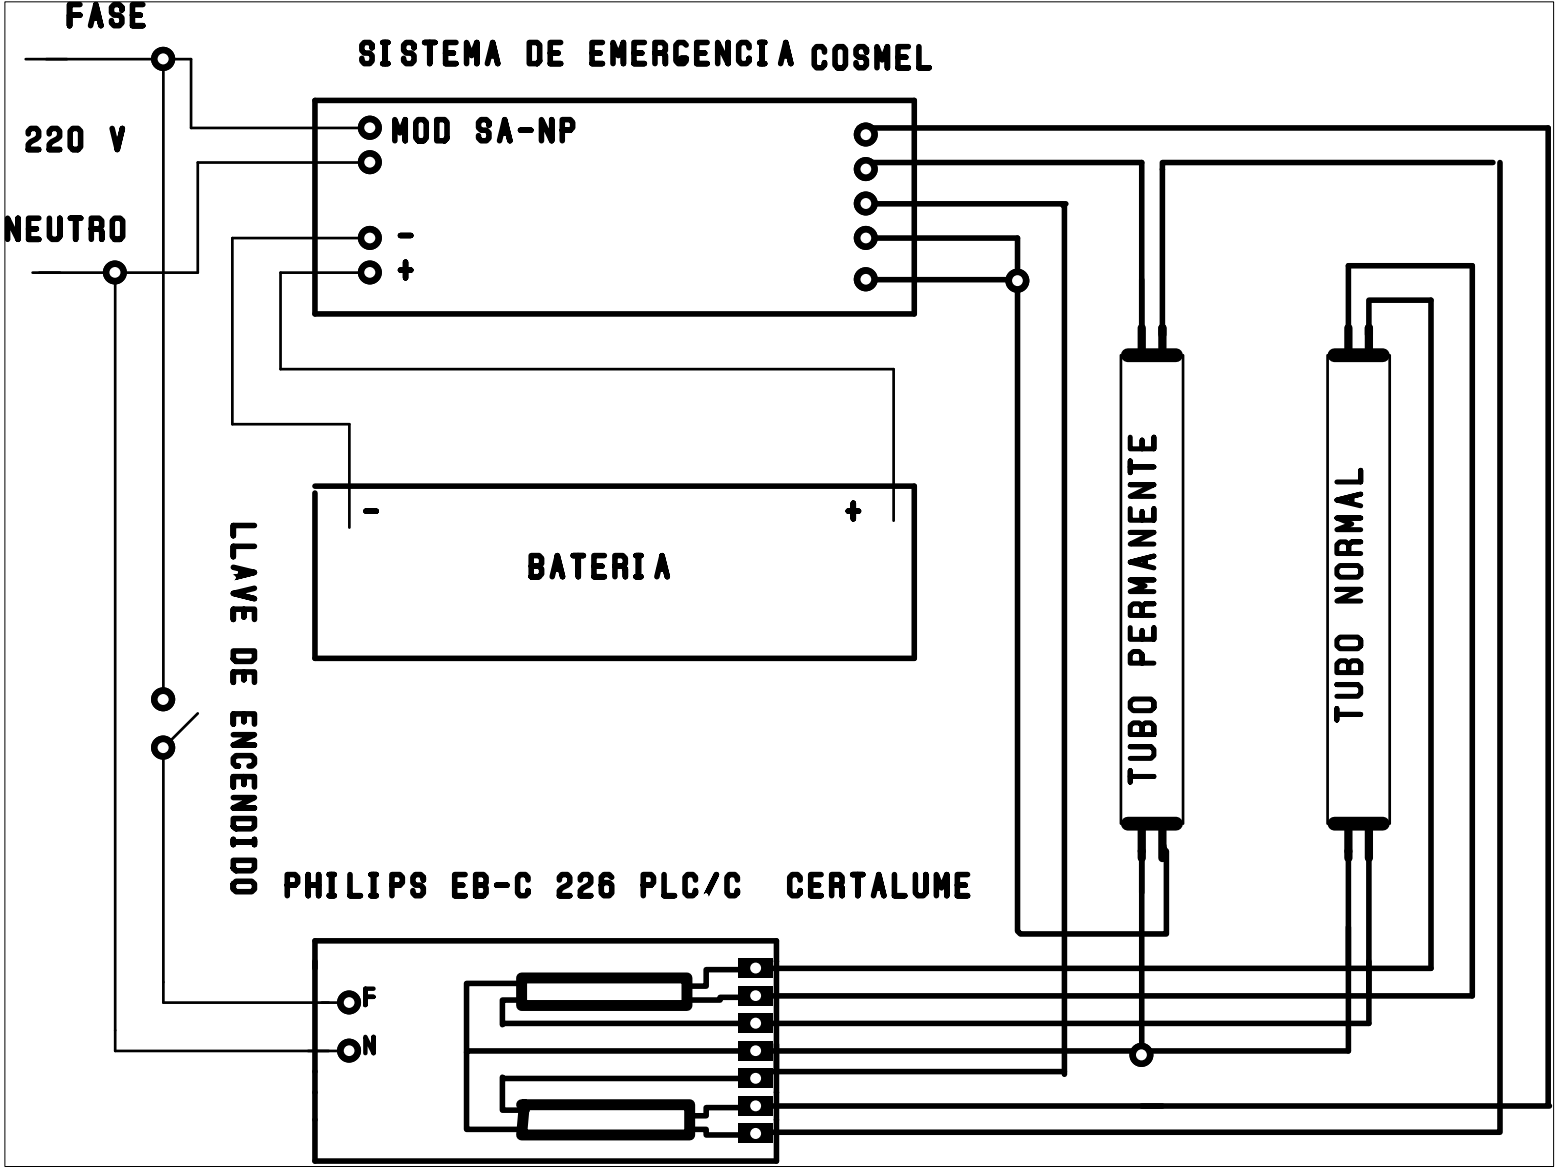 FASE
SISTEMA DE EMERGENCIA COSMEL
220 V
MOD SA-NP
NEUTRO
-
+
- +
BATERIA
LLAVE DE ENCENDIDO
TUBO PERMANENTE
TUBO NORMAL
PHILIPS EB-C 226 PLC/C CERTALUME
F
N